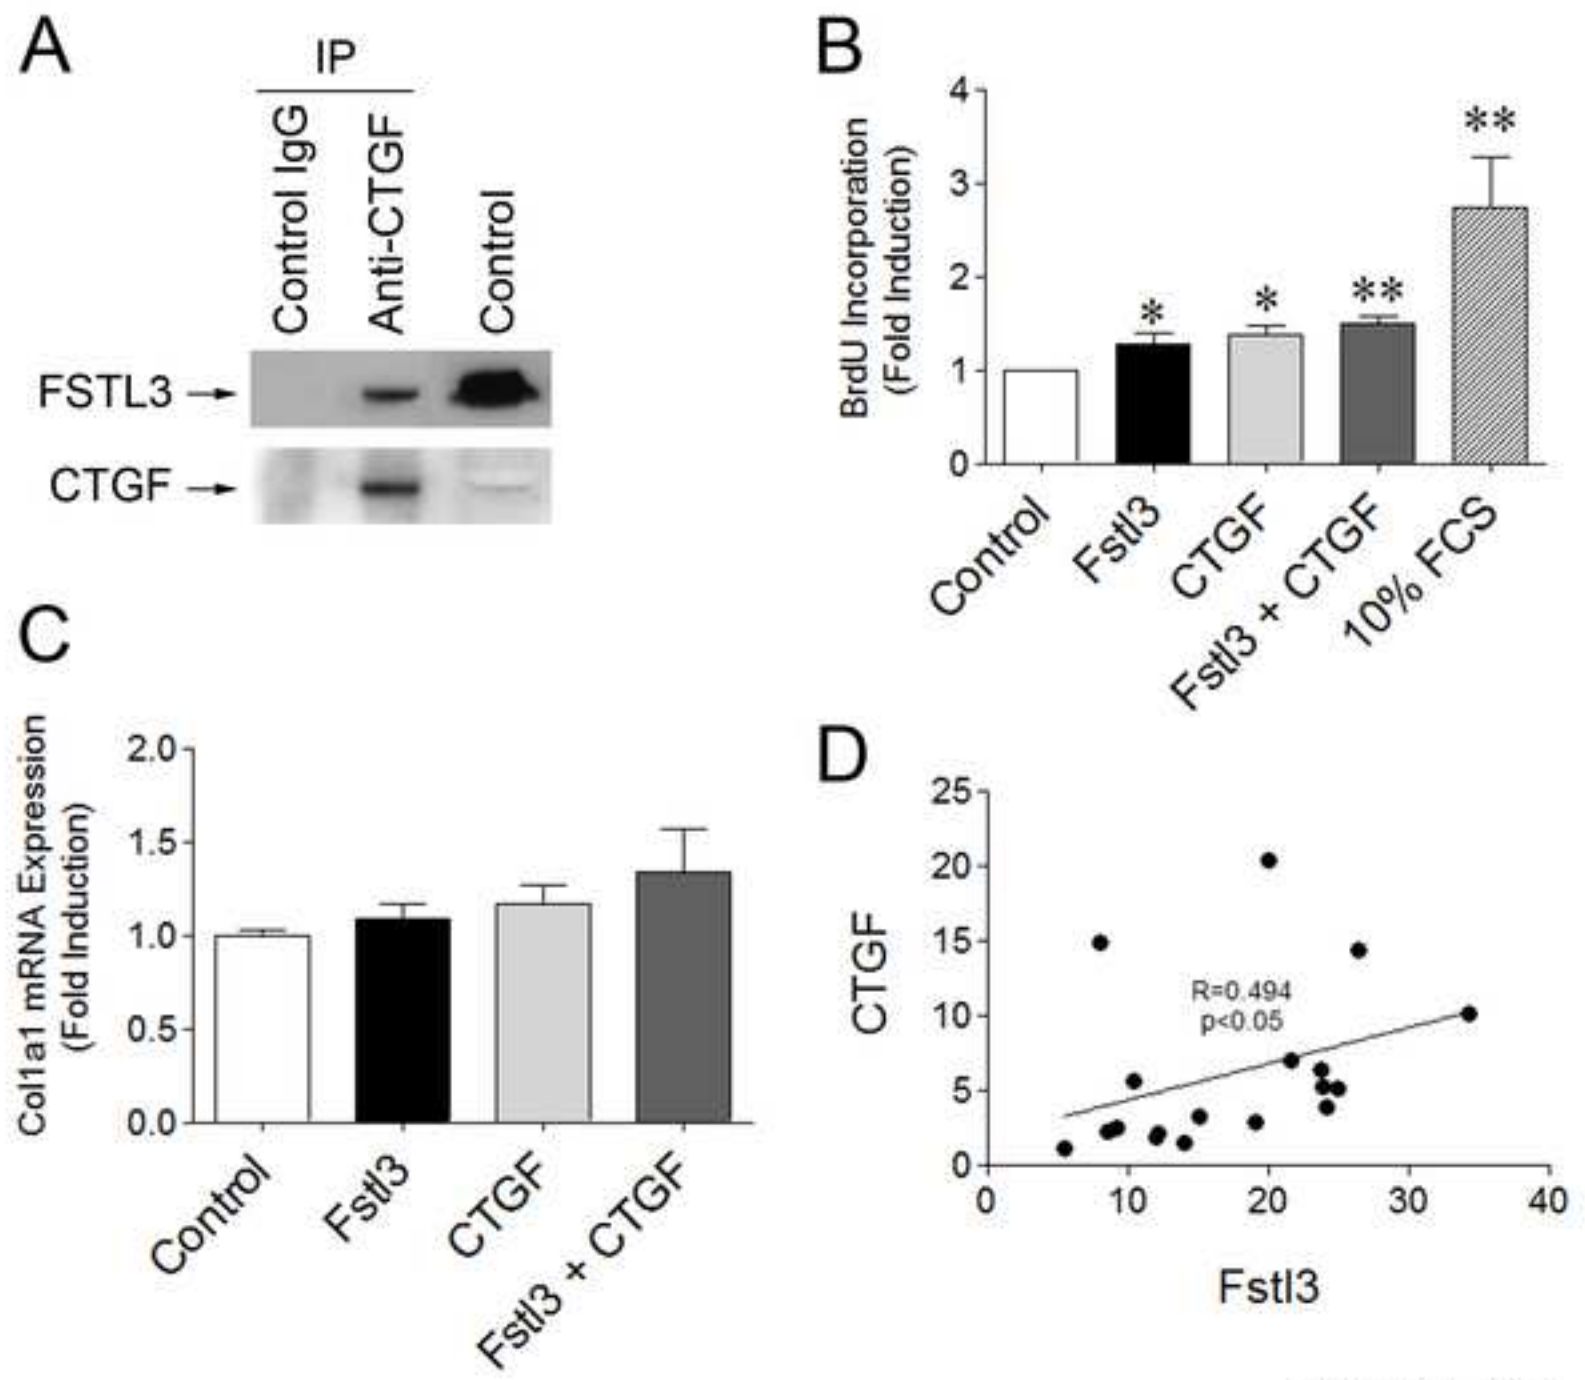 A
IP
Control IgG
Anti-CTGF
Control
FSTL3
CTGF
B
BrdU Incorporation
(Fold Induction)
4
3
2
1
0
*
*
**
**
Control
Fstl3
CTGF
Fstl3 + CTGF
10% FCS
C
Col1a1 mRNA Expression
(Fold Induction)
2.0
1.5
1.0
0.5
0.0
Control
Fstl3
CTGF
Fstl3 + CTGF
D
CTGF
25
20
15
10
5
0
R=0.494
p<0.05
0 10 20 30 40
Fstl3